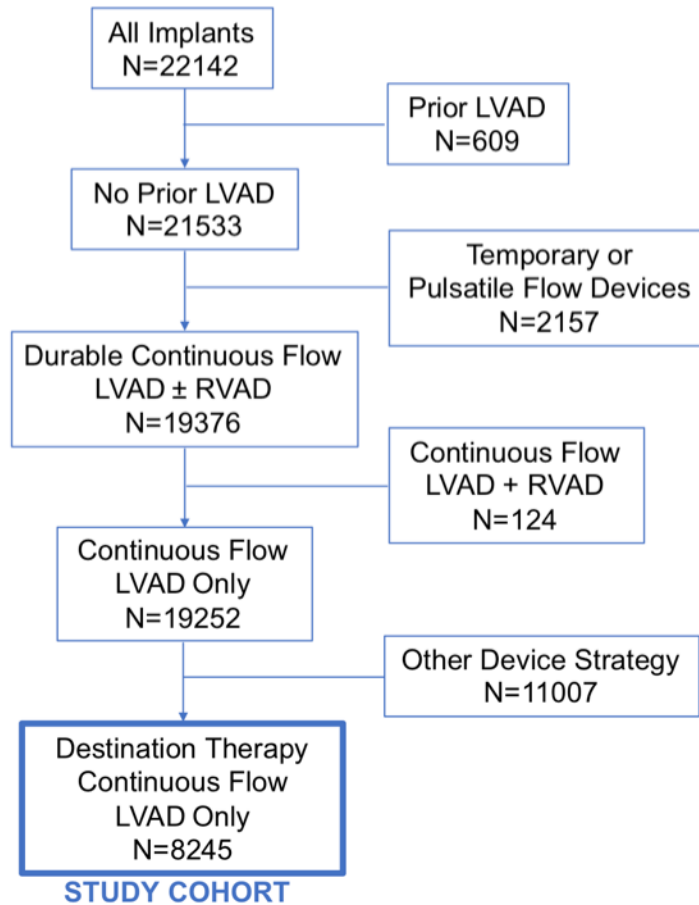 All Implants
N=22142
Prior LVAD
N=609
No Prior LVAD
N=21533
Temporary or
Pulsatile Flow Devices
N=2157
Durable Continuous Flow
LVAD ± RVAD
N=19376
Continuous Flow
LVAD + RVAD
N=124
Continuous Flow
LVAD Only
N=19252
Other Device Strategy
N=11007
Destination Therapy
Continuous Flow
LVAD Only
N=8245
STUDY COHORT